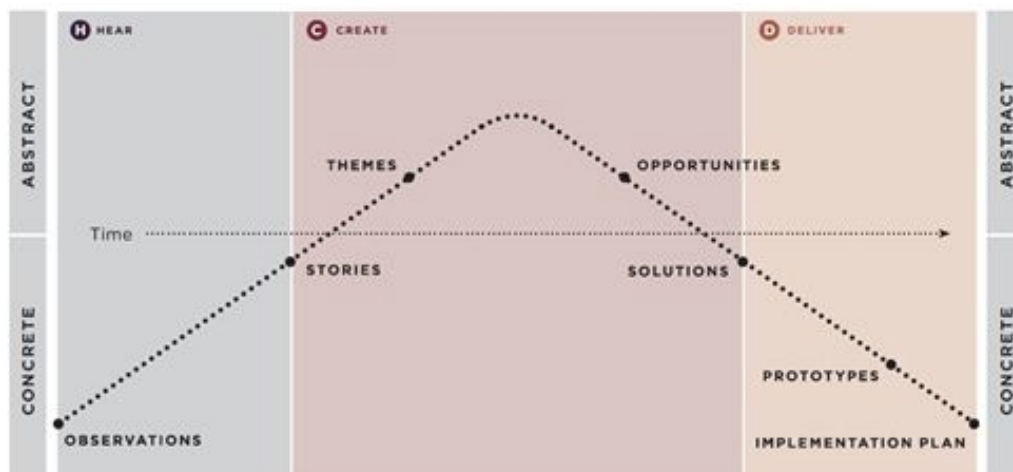 H HEAR
C CREATE
D DELIVER
ABSTRACT
ABSTRACT
THEMES
OPPORTUNITIES
Time
STORIES
SOLUTIONS
CONCRETE
CONCRETE
PROTOTYPES
OBSERVATIONS
IMPLEMENTATION PLAN